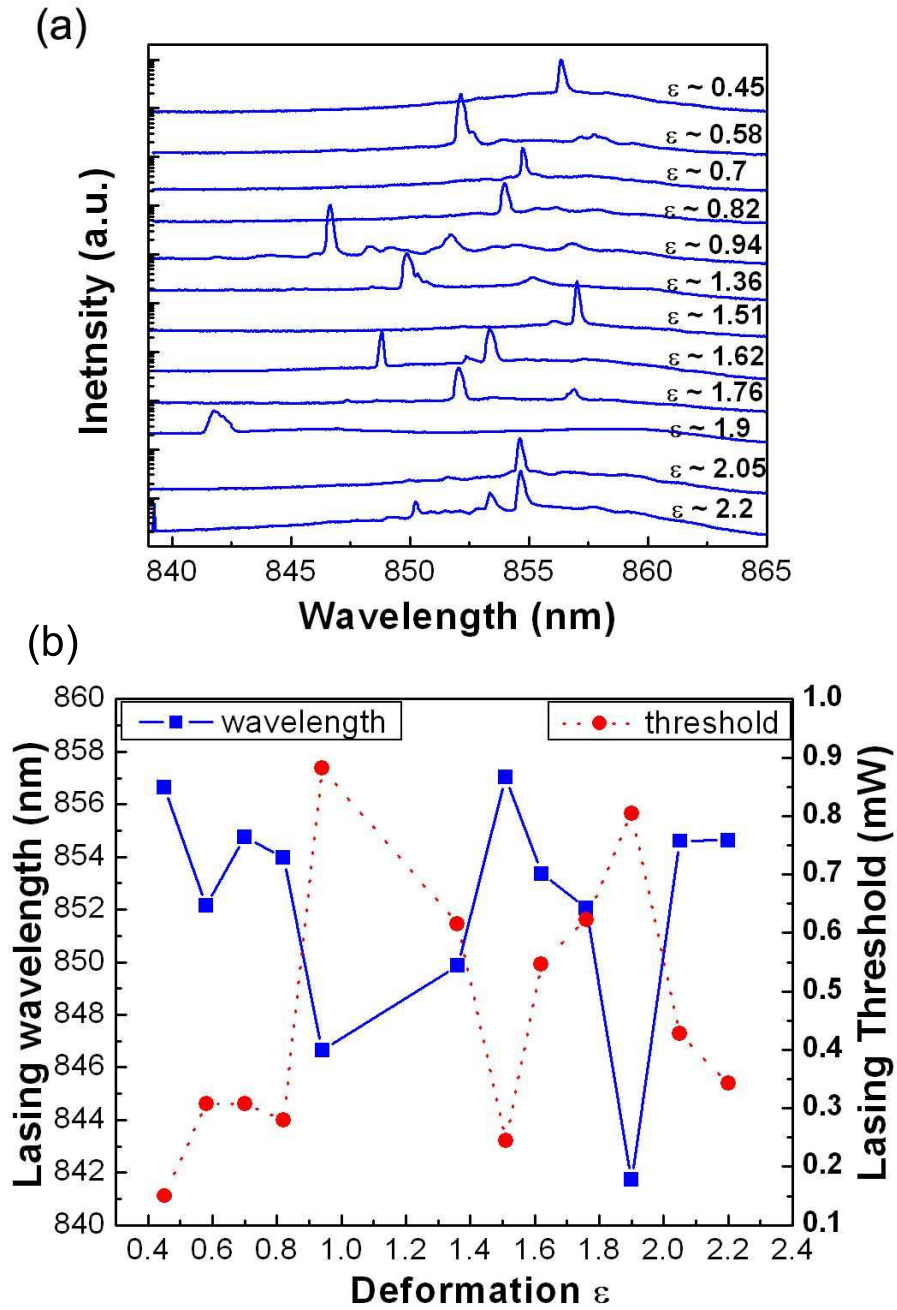 (a)
Inetnsity (a.u.)
ε ~ 0.45
ε ~ 0.58
ε ~ 0.7
ε ~ 0.82
ε ~ 0.94
ε ~ 1.36
ε ~ 1.51
ε ~ 1.62
ε ~ 1.76
ε ~ 1.9
ε ~ 2.05
ε ~ 2.2
840 845 850 855 860 865
Wavelength (nm)
(b)
wavelength
threshold
Lasing wavelength (nm)
860
858
856
854
852
850
848
846
844
842
840
Lasing Threshold (mW)
1.0
0.9
0.8
0.7
0.6
0.5
0.4
0.3
0.2
0.1
0.4 0.6 0.8 1.0 1.2 1.4 1.6 1.8 2.0 2.2 2.4
Deformation ε